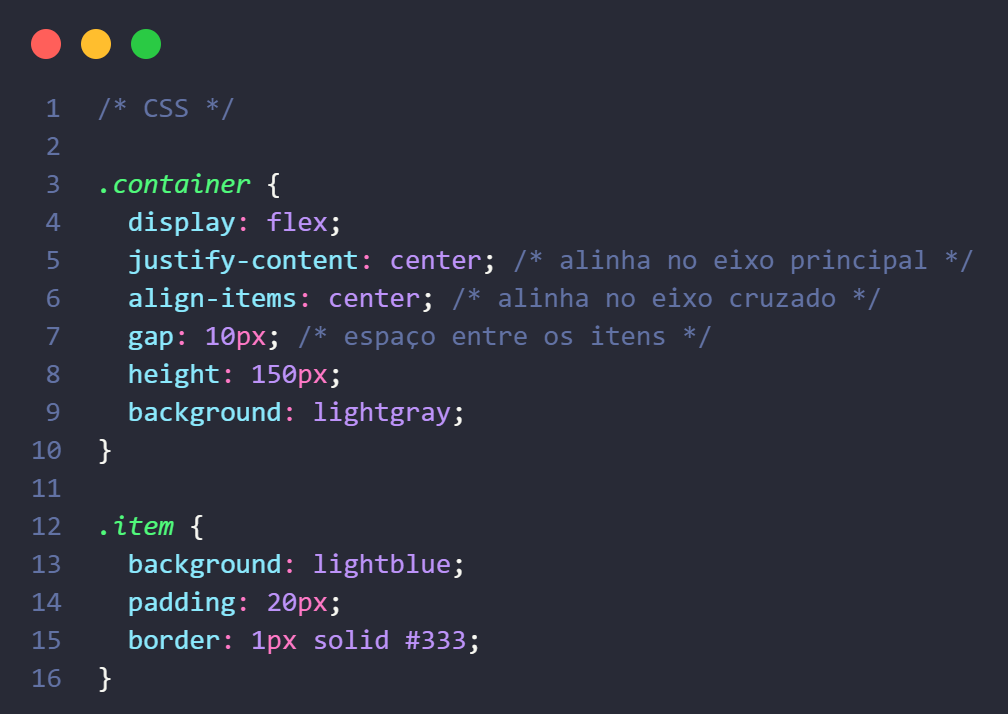 1 /* CSS */
2
3 .container {
4 display: flex;
5 justify-content: center; /* alinha no eixo principal */
6 align-items: center; /* alinha no eixo cruzado */
7 gap: 10px; /* espaço entre os itens */
8 height: 150px;
9 background: lightgray;
10 }
11
12 .item {
13 background: lightblue;
14 padding: 20px;
15 border: 1px solid #333;
16 }